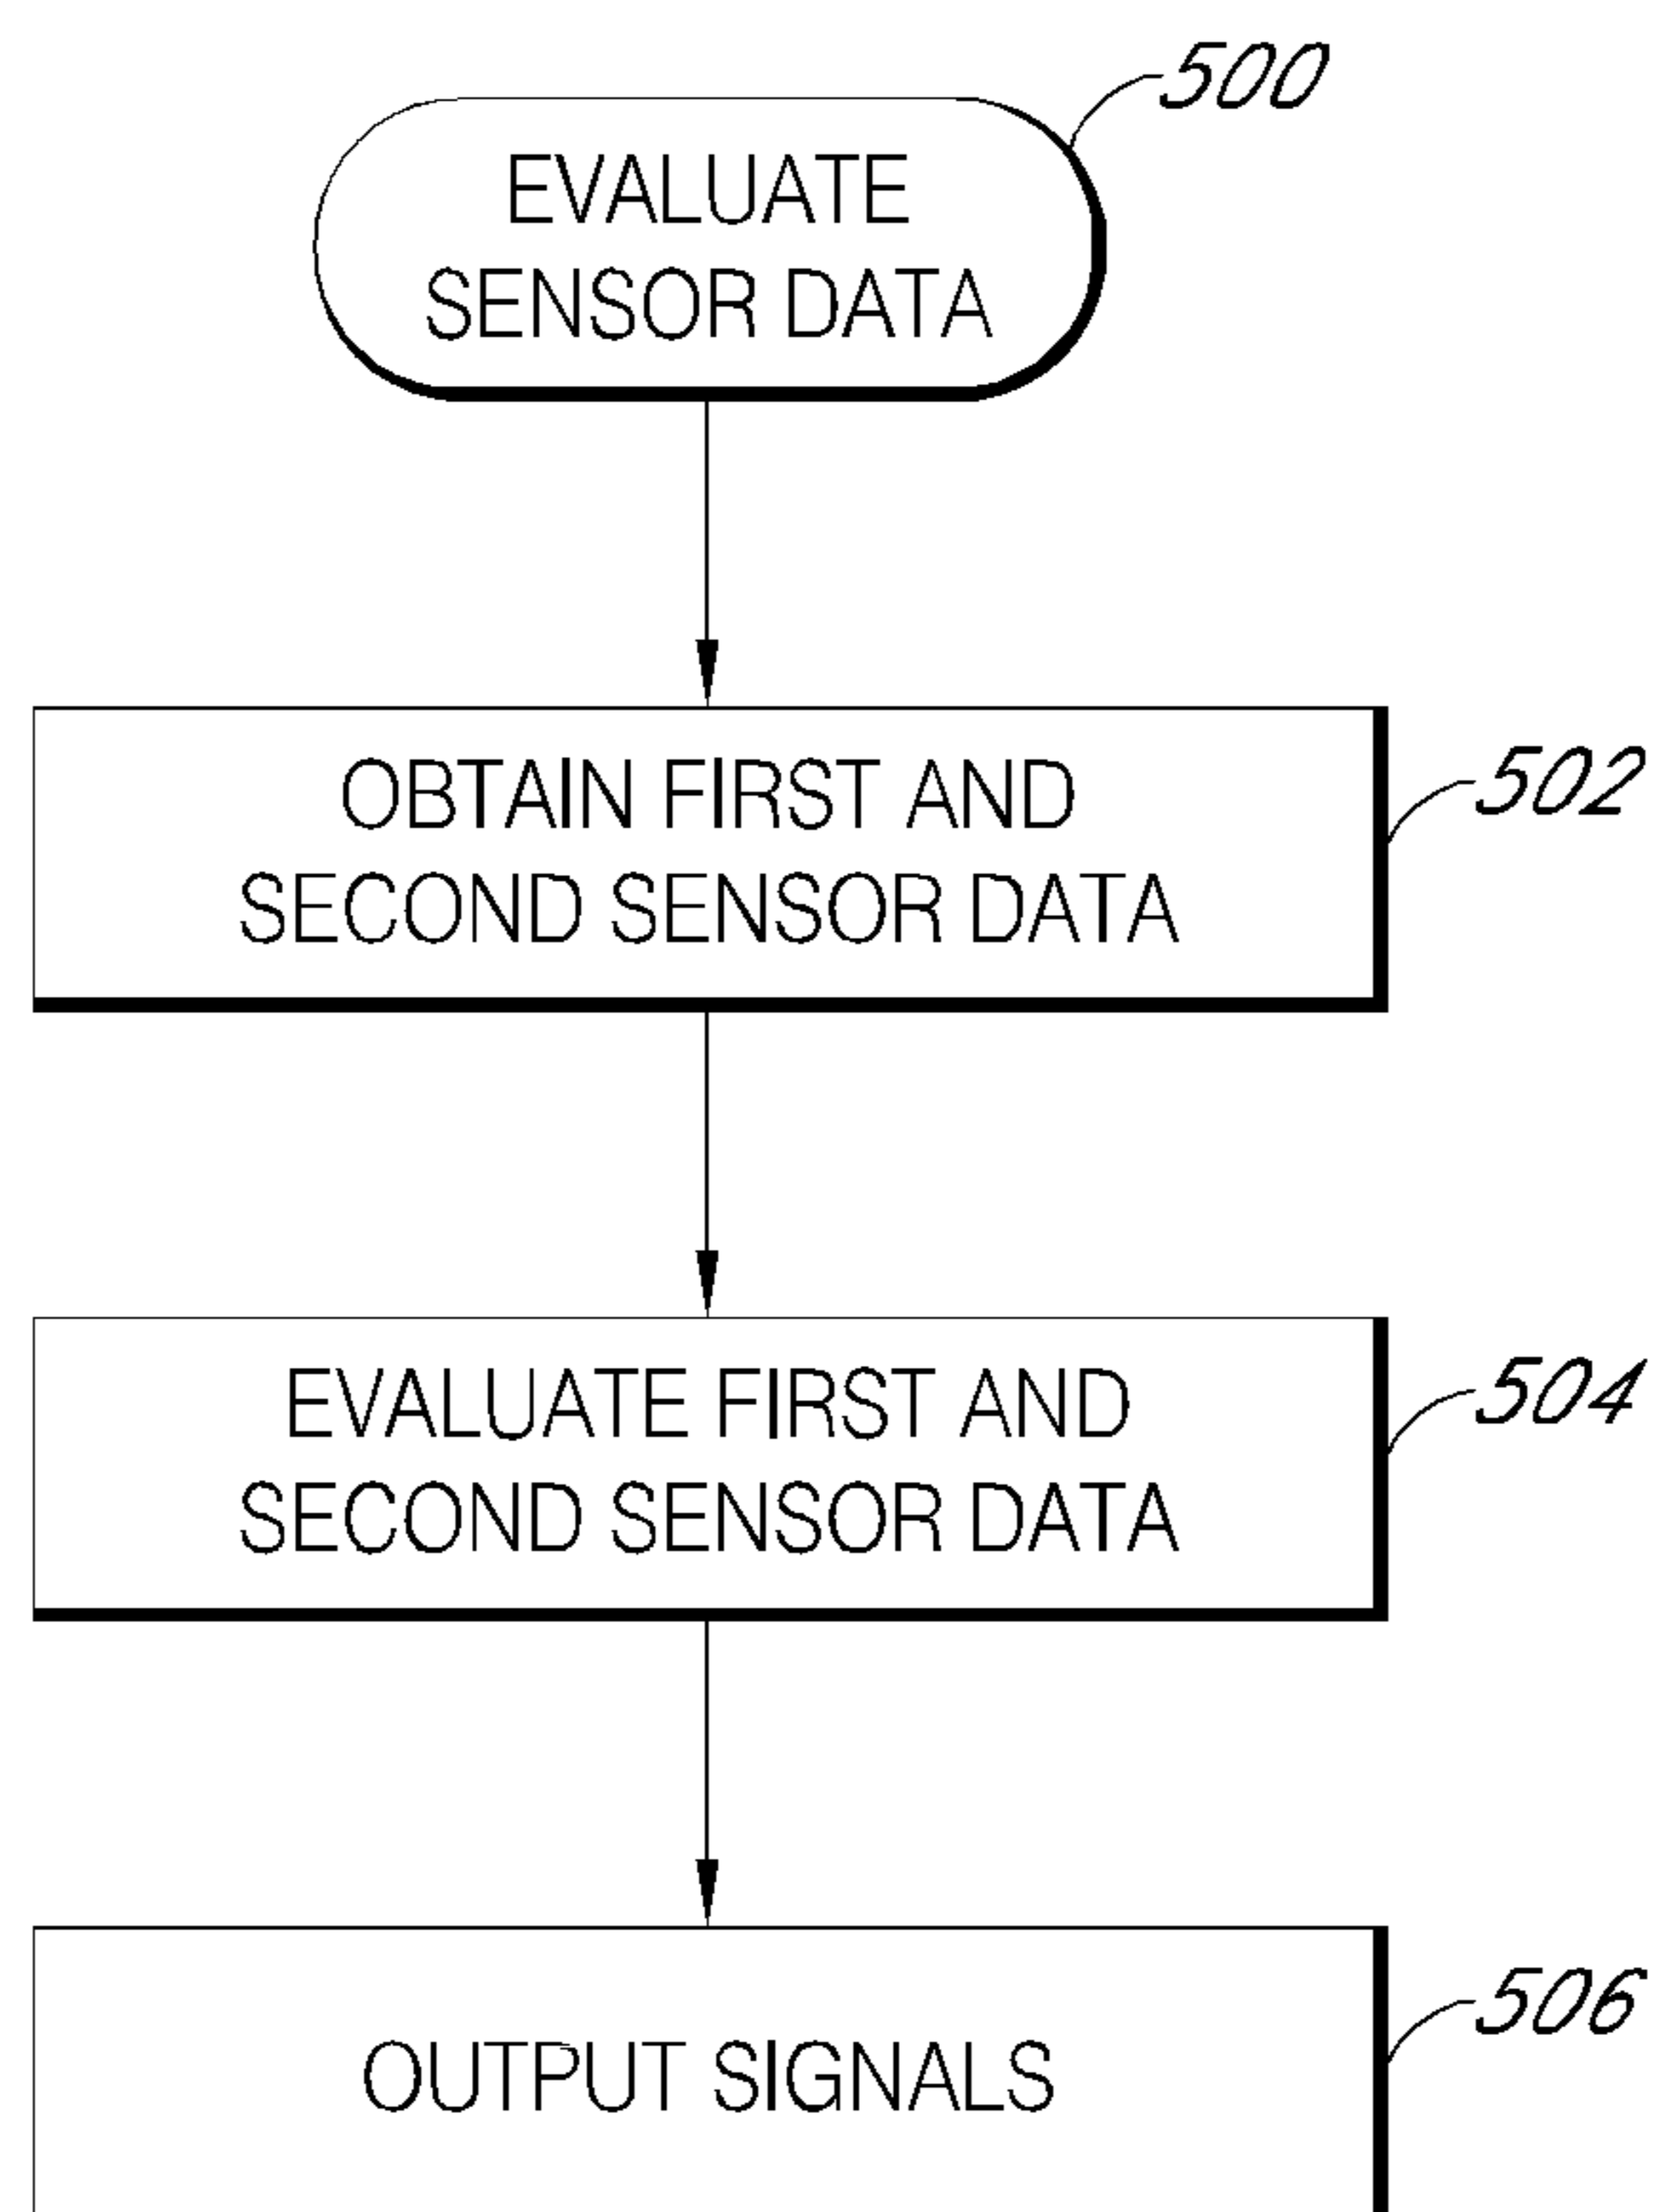 500
EVALUATE
SENSOR DATA
OBTAIN FIRST AND
SECOND SENSOR DATA
502
EVALUATE FIRST AND
SECOND SENSOR DATA
504
OUTPUT SIGNALS
506